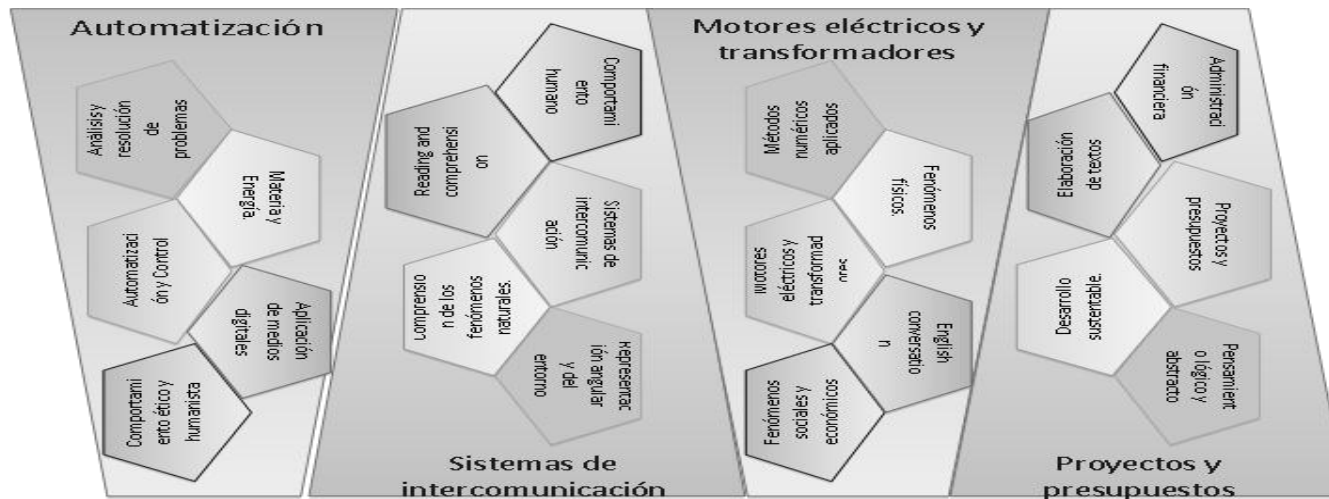 Automatización
Análisis y
resolución
de
problemas
Materia y
Energía.
Automatizaci
ón y Control
Aplicación
de medios
digitales
Comportami
ento ético y
humanista
Comportami
ento
humano
Reading and
comprehensi
on
Sistemas de
intercomunic
ación
Comprensió
n de los
fenómenos
naturales.
Representac
ión angular
y del
entorno
Sistemas de
intercomunicación
Motores eléctricos y
transformadores
Métodos
numéricos
aplicados
Fenómenos
físicos.
Motores
eléctricos y
transformad
ores
English
conversatio
n
Fenómenos
sociales y
económicos
Administraci
ón
financiera
Elaboración
de textos
Proyectos y
presupuestos
Desarrollo
sustentable.
Pensamient
o lógico y
abstracto
Proyectos y
presupuestos